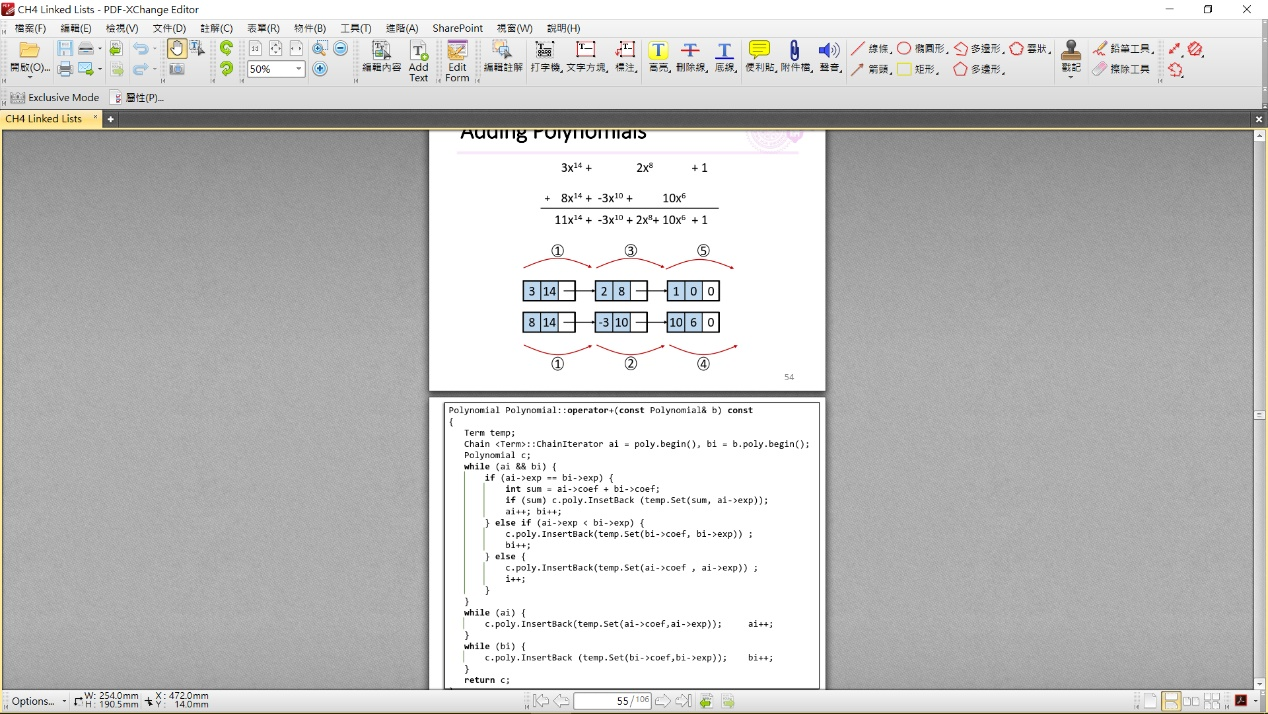 CH4 Linked Lists - PDF-XChange Editor
檔案(F) 編輯(E) 檢視(V) 文件(D) 註解(C) 表單(R) 物件(B) 工具(T) 進階(A) SharePoint 視窗(W) 說明(H)
開啟(O)... 50% 編輯內容 Add Text Edit Form 編輯註解 打字機 文字方塊 標注 高亮 刪除線 底線 便利貼 附件檔 聲音 線條 橢圓形 多邊形 雲狀 箭頭 矩形 多邊形 戳記 鉛筆工具 擦除工具
Exclusive Mode 屬性(P)...
CH4 Linked Lists
Adding Polynomials
3x¹⁴ + 2x⁸ + 1
+ 8x¹⁴ + -3x¹⁰ + 10x⁶
11x¹⁴ + -3x¹⁰ + 2x⁸+ 10x⁶ + 1
① ③ ⑤
3 14 2 8 1 0 0
8 14 -3 10 10 6 0
① ② ④
54
Polynomial Polynomial::operator+(const Polynomial& b) const
{
Term temp;
Chain <Term>::ChainIterator ai = poly.begin(), bi = b.poly.begin();
Polynomial c;
while (ai && bi) {
if (ai->exp == bi->exp) {
int sum = ai->coef + bi->coef;
if (sum) c.poly.InsetBack (temp.Set(sum, ai->exp));
ai++; bi++;
} else if (ai->exp < bi->exp) {
c.poly.InsertBack(temp.Set(bi->coef, bi->exp)) ;
bi++;
} else {
c.poly.InsertBack(temp.Set(ai->coef , ai->exp)) ;
i++;
}
}
while (ai) {
c.poly.InsertBack(temp.Set(ai->coef,ai->exp)); ai++;
}
while (bi) {
c.poly.InsertBack (temp.Set(bi->coef,bi->exp)); bi++;
}
return c;
Options... W: 254.0mm X: 472.0mm
H: 190.5mm Y: 14.0mm
55/106